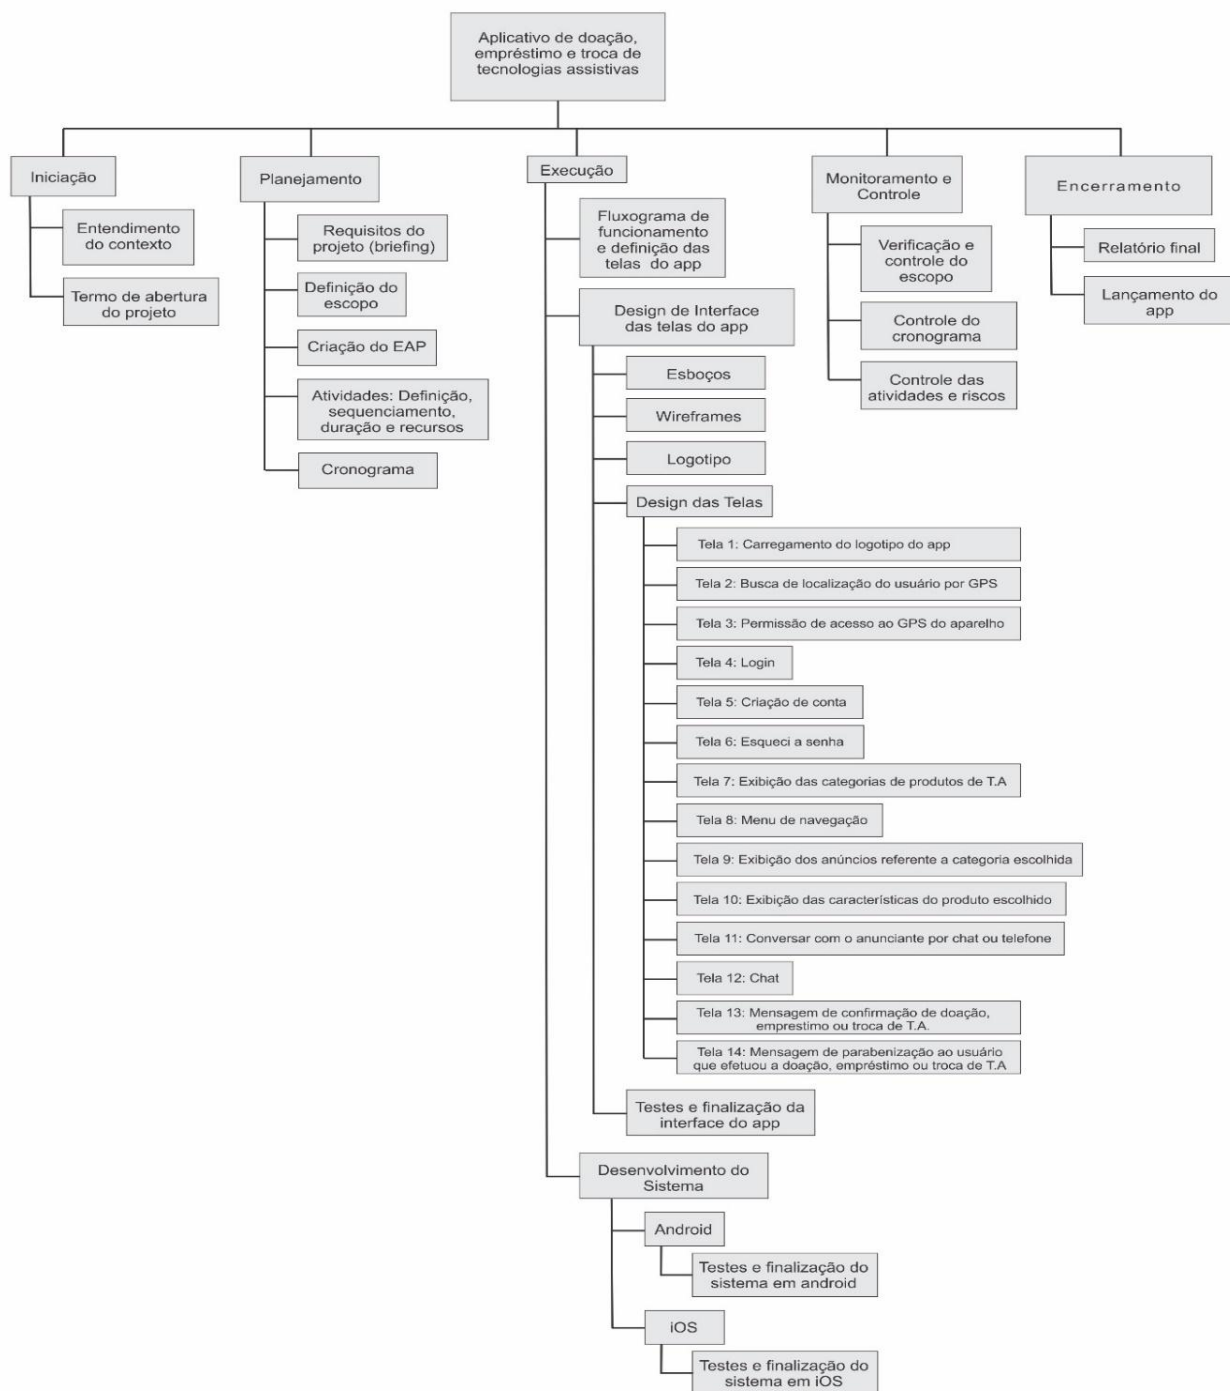 Aplicativo de doação,
empréstimo e troca de
tecnologias assistivas
Iniciação
Entendimento
do contexto
Termo de abertura
do projeto
Planejamento
Requisitos do
projeto (briefing)
Definição do
escopo
Criação do EAP
Atividades: Definição,
sequenciamento,
duração e recursos
Cronograma
Execução
Fluxograma de
funcionamento
e definição das
telas do app
Design de Interface
das telas do app
Esboços
Wireframes
Logotipo
Design das Telas
Tela 1: Carregamento do logotipo do app
Tela 2: Busca de localização do usuário por GPS
Tela 3: Permissão de acesso ao GPS do aparelho
Tela 4: Login
Tela 5: Criação de conta
Tela 6: Esqueci a senha
Tela 7: Exibição das categorias de produtos de T.A
Tela 8: Menu de navegação
Tela 9: Exibição dos anúncios referente a categoria escolhida
Tela 10: Exibição das características do produto escolhido
Tela 11: Conversar com o anunciante por chat ou telefone
Tela 12: Chat
Tela 13: Mensagem de confirmação de doação,
emprestimo ou troca de T.A.
Tela 14: Mensagem de parabenização ao usuário
que efetuou a doação, empréstimo ou troca de T.A
Testes e finalização da
interface do app
Desenvolvimento do
Sistema
Android
Testes e finalização do
sistema em android
iOS
Testes e finalização do
sistema em iOS
Monitoramento e
Controle
Verificação e
controle do
escopo
Controle do
cronograma
Controle das
atividades e riscos
Encerramento
Relatório final
Lançamento do
app